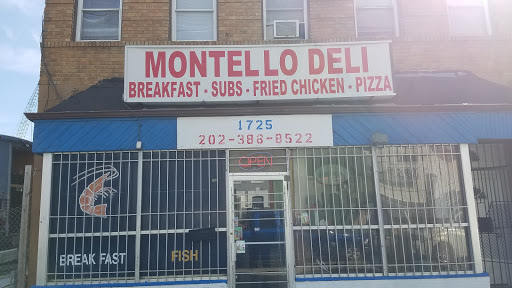 MONTELLO DELI
BREAKFAST - SUBS - FRIED CHICKEN - PIZZA
1725
202-388-8522
OPEN
BREAK FAST
FISH